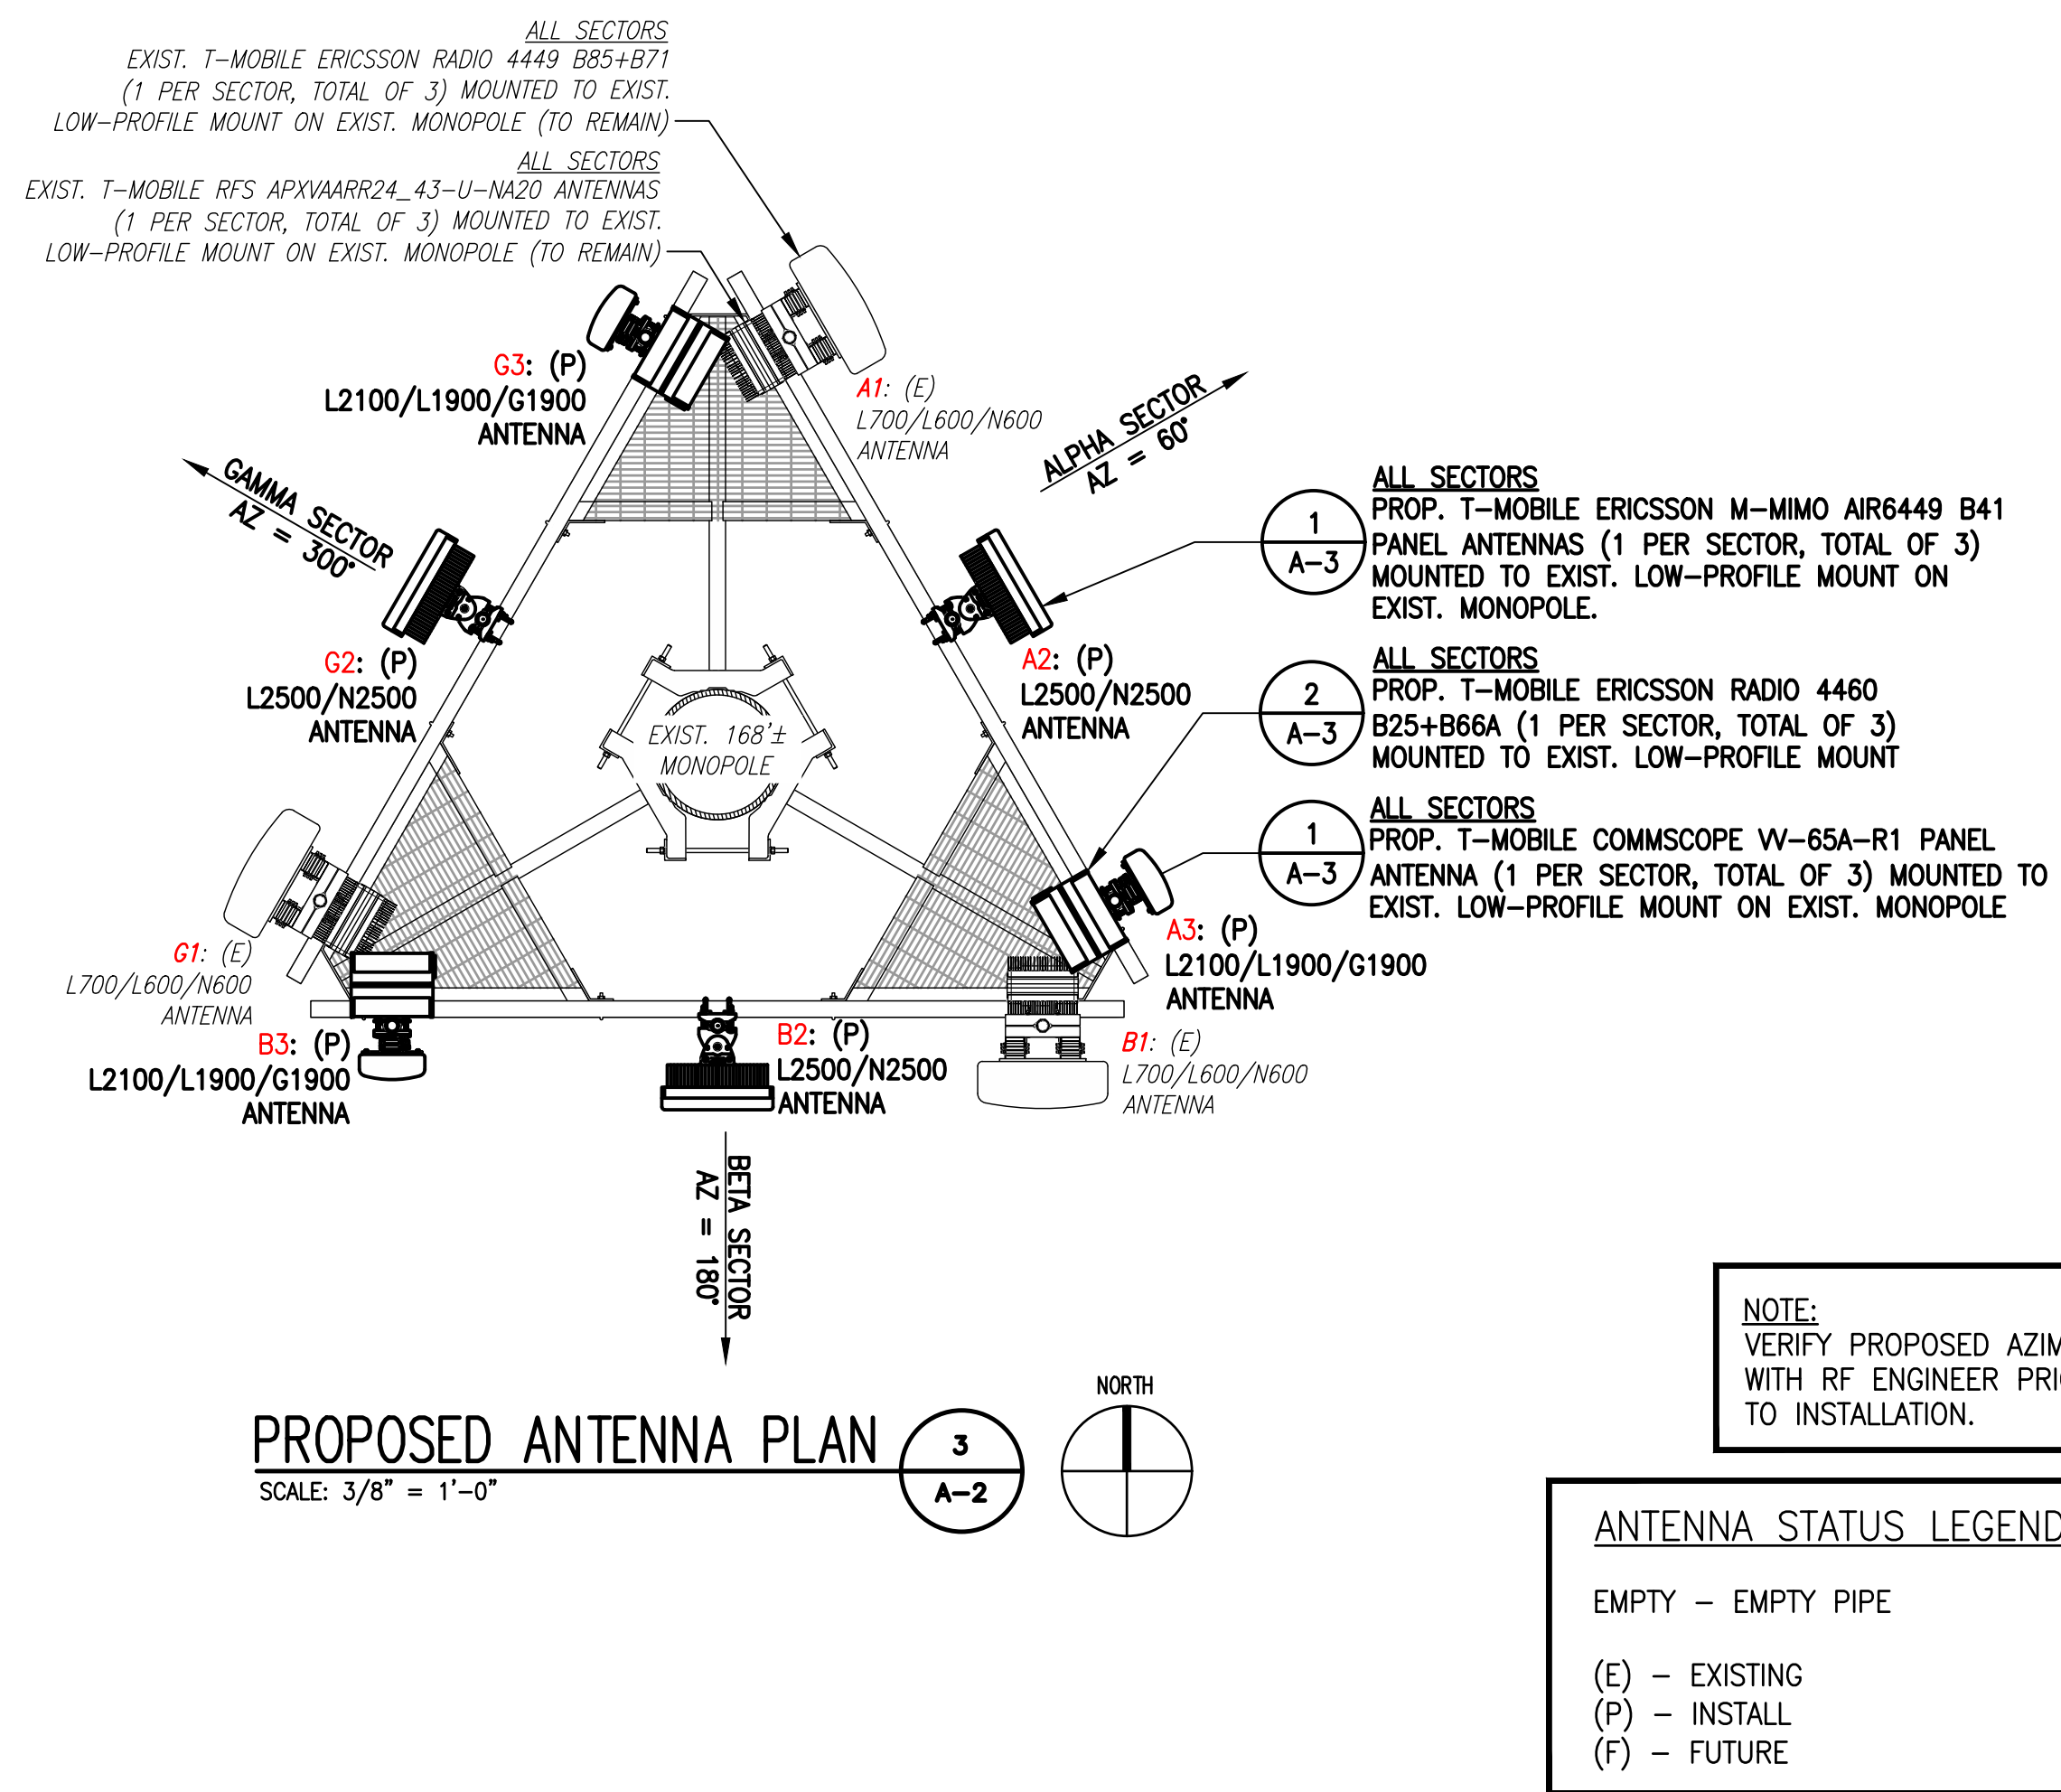 ALL SECTORS
EXIST. T-MOBILE ERICSSON RADIO 4449 B85+B71
(1 PER SECTOR, TOTAL OF 3) MOUNTED TO EXIST.
LOW-PROFILE MOUNT ON EXIST. MONOPOLE (TO REMAIN)
ALL SECTORS
EXIST. T-MOBILE RFS APXVAARR24_43-U-NA20 ANTENNAS
(1 PER SECTOR, TOTAL OF 3) MOUNTED TO EXIST.
LOW-PROFILE MOUNT ON EXIST. MONOPOLE (TO REMAIN)
G3: (P)
L2100/L1900/G1900
ANTENNA
A1: (E)
L700/L600/N600
ANTENNA
ALPHA SECTOR
AZ = 60°
GAMMA SECTOR
AZ = 300°
1
A-3
ALL SECTORS
PROP. T-MOBILE ERICSSON M-MIMO AIR6449 B41
PANEL ANTENNAS (1 PER SECTOR, TOTAL OF 3)
MOUNTED TO EXIST. LOW-PROFILE MOUNT ON
EXIST. MONOPOLE.
G2: (P)
L2500/N2500
ANTENNA
A2: (P)
L2500/N2500
ANTENNA
2
A-3
ALL SECTORS
PROP. T-MOBILE ERICSSON RADIO 4460
B25+B66A (1 PER SECTOR, TOTAL OF 3)
MOUNTED TO EXIST. LOW-PROFILE MOUNT
EXIST. 168'±
MONOPOLE
1
A-3
ALL SECTORS
PROP. T-MOBILE COMMSCOPE VV-65A-R1 PANEL
ANTENNA (1 PER SECTOR, TOTAL OF 3) MOUNTED TO
EXIST. LOW-PROFILE MOUNT ON EXIST. MONOPOLE
G1: (E)
L700/L600/N600
ANTENNA
A3: (P)
L2100/L1900/G1900
ANTENNA
B3: (P)
L2100/L1900/G1900
ANTENNA
B2: (P)
L2500/N2500
ANTENNA
B1: (E)
L700/L600/N600
ANTENNA
BETA SECTOR
AZ = 180°
PROPOSED ANTENNA PLAN
SCALE: 3/8" = 1'-0"
3
A-2
NORTH
NOTE:
VERIFY PROPOSED AZIM
WITH RF ENGINEER PRI
TO INSTALLATION.
ANTENNA STATUS LEGEND
EMPTY - EMPTY PIPE
(E) - EXISTING
(P) - INSTALL
(F) - FUTURE